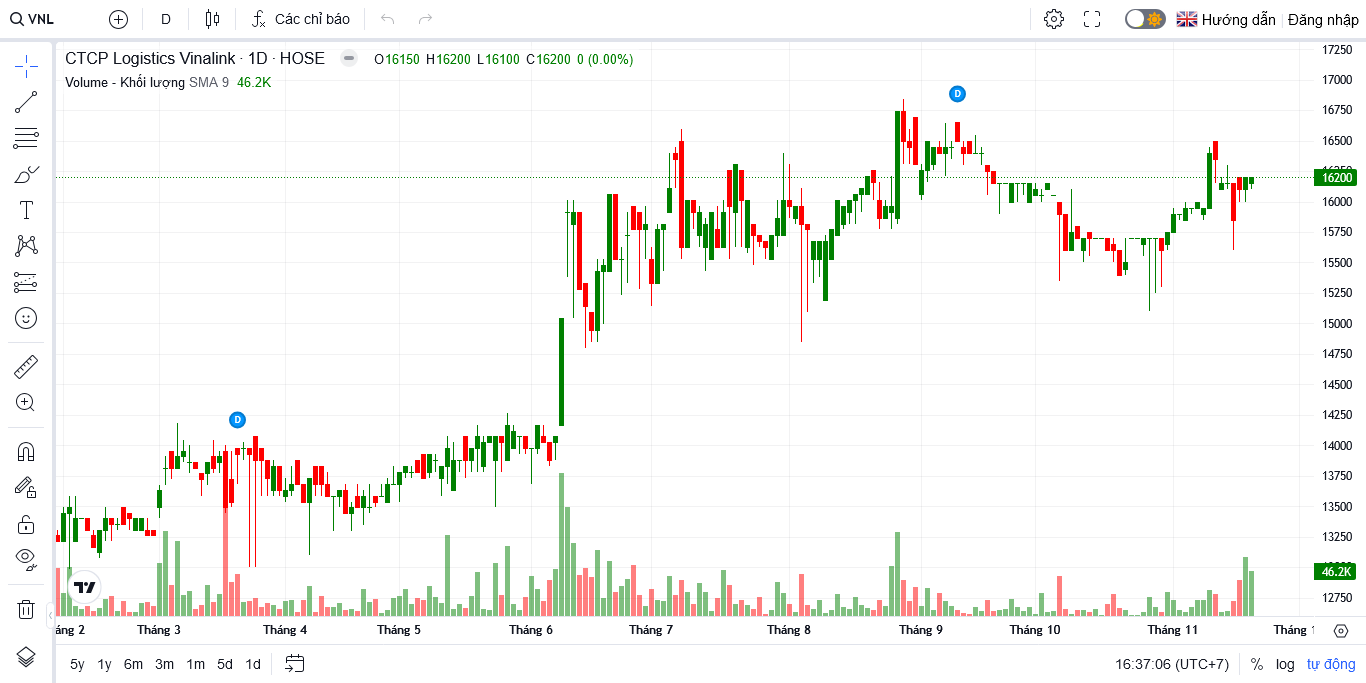 VNL D Các chỉ báo Hướng dẫn Đăng nhập
CTCP Logistics Vinalink · 1D · HOSE O16150 H16200 L16100 C16200 0 (0.00%)
Volume - Khối lượng SMA 9 46.2K
D
D
17250
17000
16750
16500
16200
16000
15750
15500
15250
15000
14750
14500
14250
14000
13750
13500
13250
46.2K
12750
Tháng 3 Tháng 4 Tháng 5 Tháng 6 Tháng 7 Tháng 8 Tháng 9 Tháng 10 Tháng 11
5y 1y 6m 3m 1m 5d 1d 16:37:06 (UTC+7) % log tự động